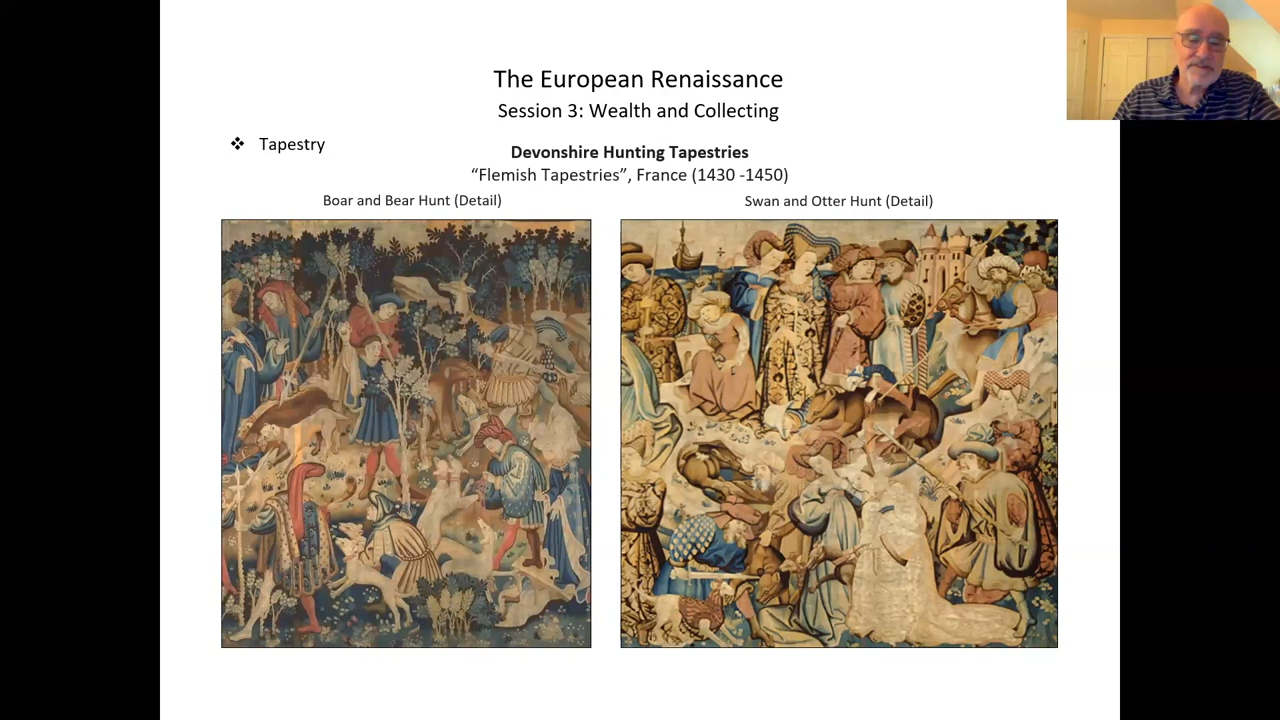 The European Renaissance
Session 3: Wealth and Collecting
❖ Tapestry
Devonshire Hunting Tapestries
“Flemish Tapestries”, France (1430 -1450)
Boar and Bear Hunt (Detail)
Swan and Otter Hunt (Detail)